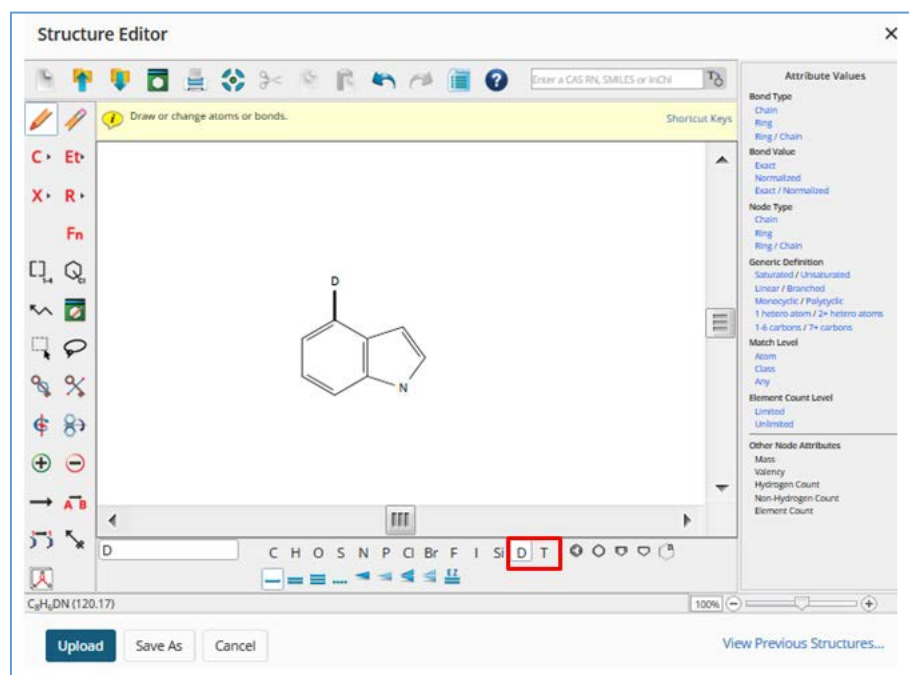 Structure Editor
×
Enter a CAS RN, SMILES or InChI
Draw or change atoms or bonds.
Shortcut Keys
C Et
X R
Fn
1-4
Cl
A B
D
N
D
C H O S N P Cl Br F I Si D T
EZ
C₈H₆DN (120.17)
100%
Attribute Values
Bond Type
Chain
Ring
Ring / Chain
Bond Value
Exact
Normalized
Exact / Normalized
Node Type
Chain
Ring
Ring / Chain
Generic Definition
Saturated / Unsaturated
Linear / Branched
Monocyclic / Polycyclic
1 hetero atom / 2+ hetero atoms
1-6 carbons / 7+ carbons
Match Level
Atom
Class
Any
Element Count Level
Limited
Unlimited
Other Node Attributes
Mass
Valency
Hydrogen Count
Non-Hydrogen Count
Element Count
Upload Save As Cancel
View Previous Structures...